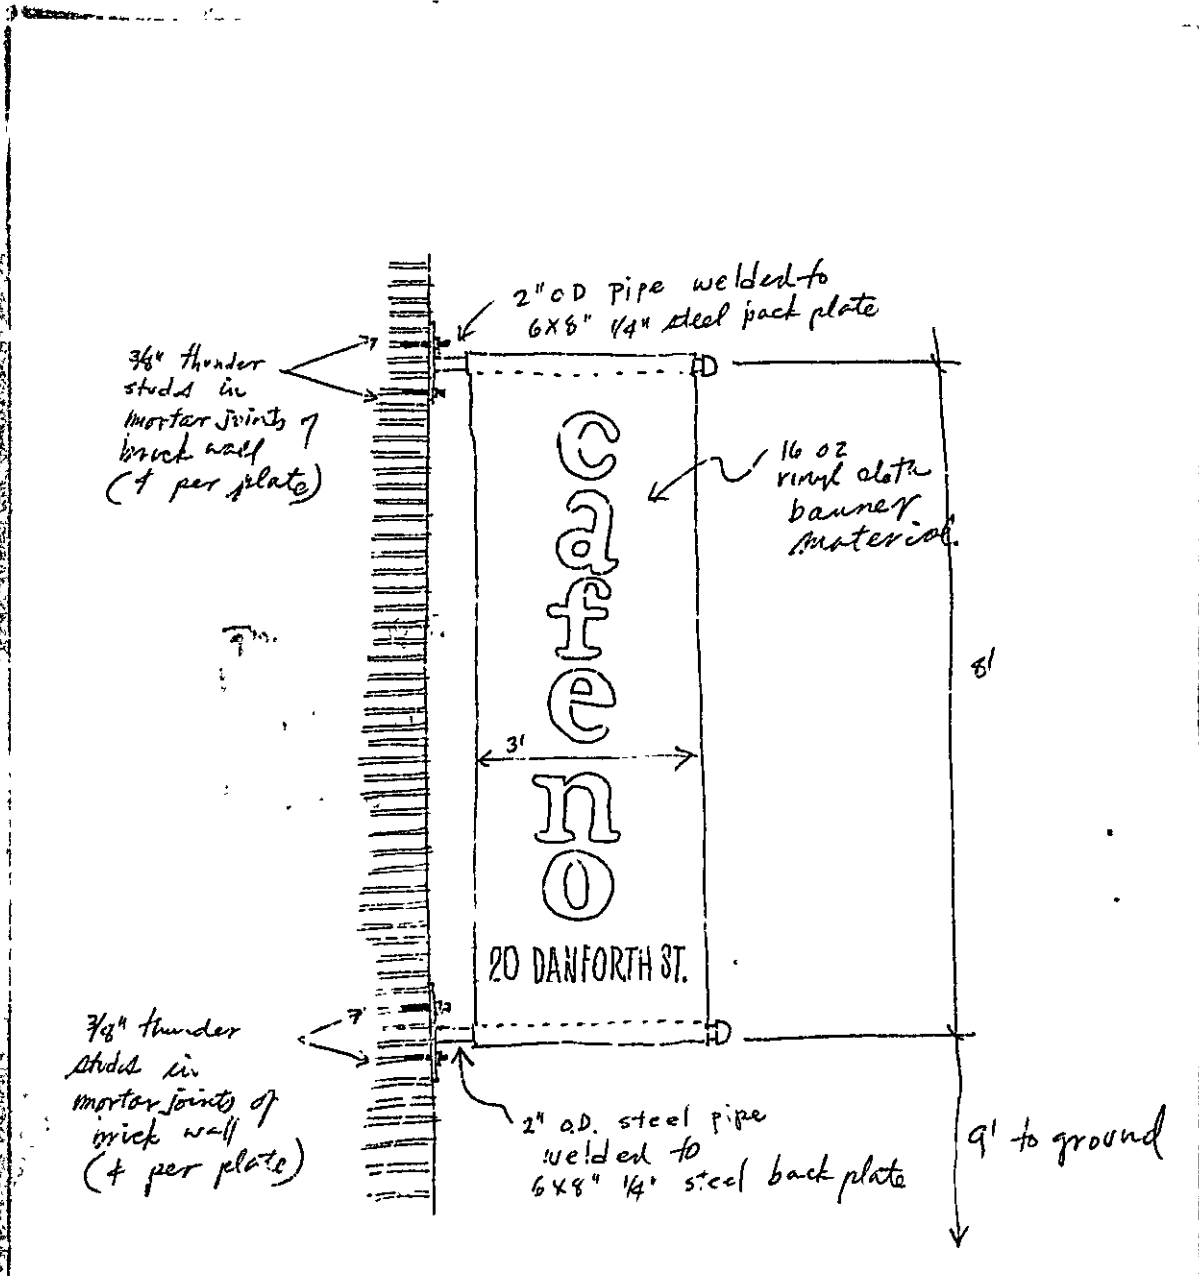 2" OD pipe welded to
6x8" 1/4" steel back plate
3/8" thunder
studs in
mortar joints of
brick wall
(4 per plate)
16 oz
vinyl cloth
banner
material.
c
a
f
e
n
o
3'
8'
20 DANFORTH ST.
3/8" thunder
studs in
mortar joints of
brick wall
(4 per plate)
2" O.D. steel pipe
welded to
6x8" 1/4" steel back plate
9' to ground